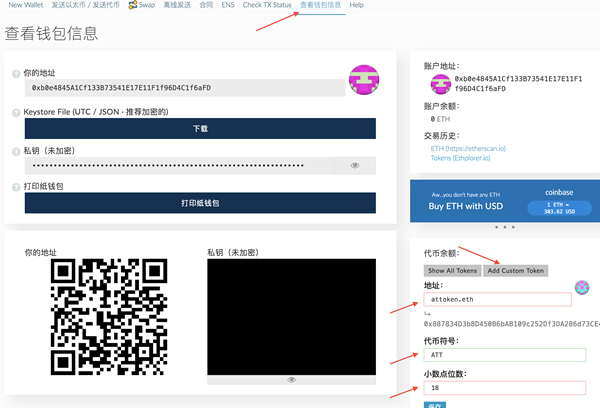 New Wallet 发送以太币 / 发送代币 Swap 离线发送 合同 ENS Check TX Status 查看钱包信息 Help
查看钱包信息
你的地址
0xb0e4845A1Cf133B73541E17E11F1f96D4C1f6aFD
Keystore File (UTC / JSON · 推荐加密的)
下载
私钥（未加密）
打印纸钱包
打印纸钱包
你的地址
私钥（未加密）
账户地址:
0xb0e4845A1Cf133B73541E17E11F1
f96D4C1f6aFD
账户余额:
0 ETH
交易历史:
ETH (https://etherscan.io)
Tokens (Ethplorer.io)
Aw...you don't have any ETH
Buy ETH with USD
coinbase
1 ETH ≈
303.62 USD
代币余额:
Show All Tokens Add Custom Token
地址:
attoken.eth
0x887834D3b8D450B6bAB109c252Df3DA286d73CE4
代币符号:
ATT
小数点位数:
18
保存